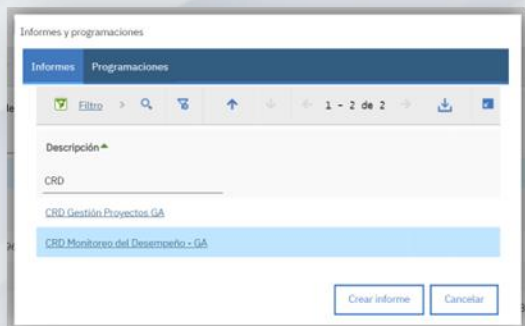 Informes y programaciones
Informes Programaciones
Filtro > 1 - 2 de 2
Descripción
CRD
CRD Gestión Proyectos GA
CRD Monitoreo del Desempeño - GA
Crear informe Cancelar